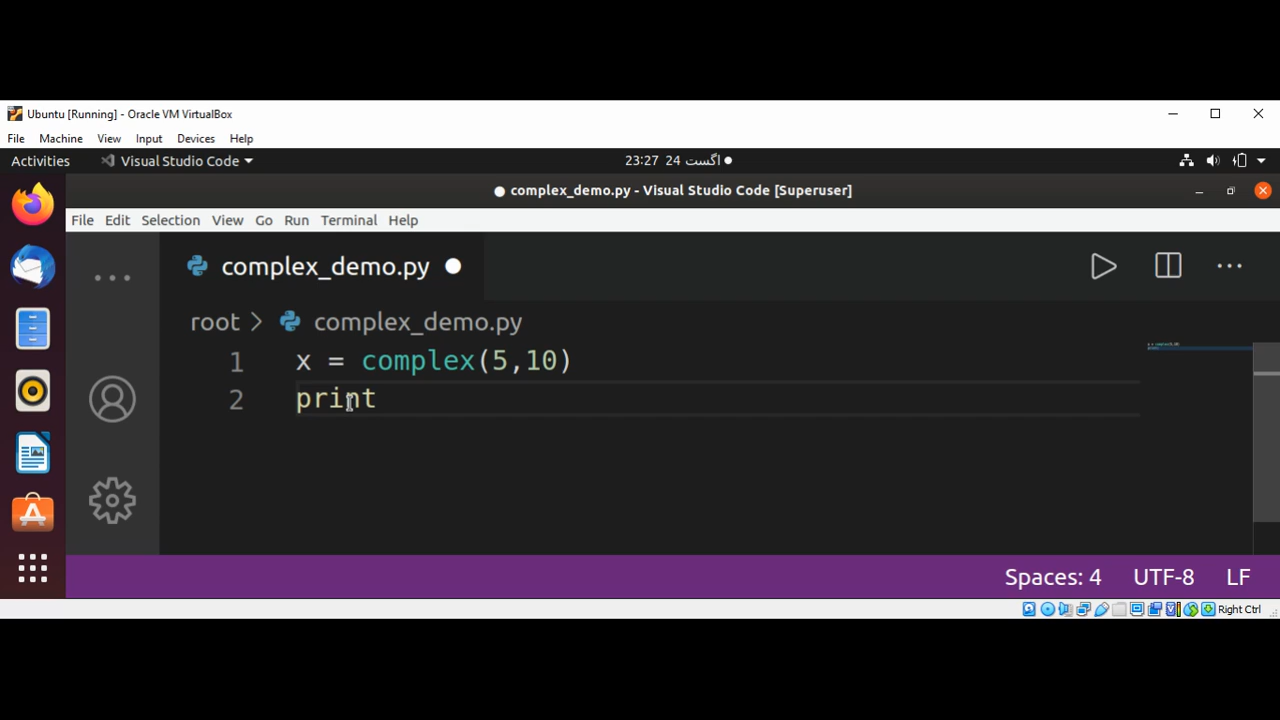 Ubuntu [Running] - Oracle VM VirtualBox
File Machine View Input Devices Help
Activities Visual Studio Code 23:27 24 اگست
complex_demo.py - Visual Studio Code [Superuser]
File Edit Selection View Go Run Terminal Help
complex_demo.py
root > complex_demo.py
1 x = complex(5,10)
2 print
Spaces: 4 UTF-8 LF
Right Ctrl